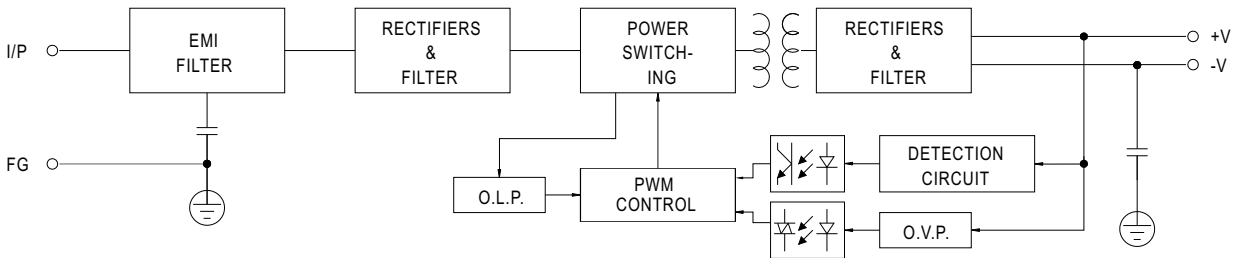 I/P
EMI
FILTER
RECTIFIERS
&
FILTER
POWER
SWITCH-
ING
RECTIFIERS
&
FILTER
+V
-V
FG
O.L.P.
PWM
CONTROL
DETECTION
CIRCUIT
O.V.P.